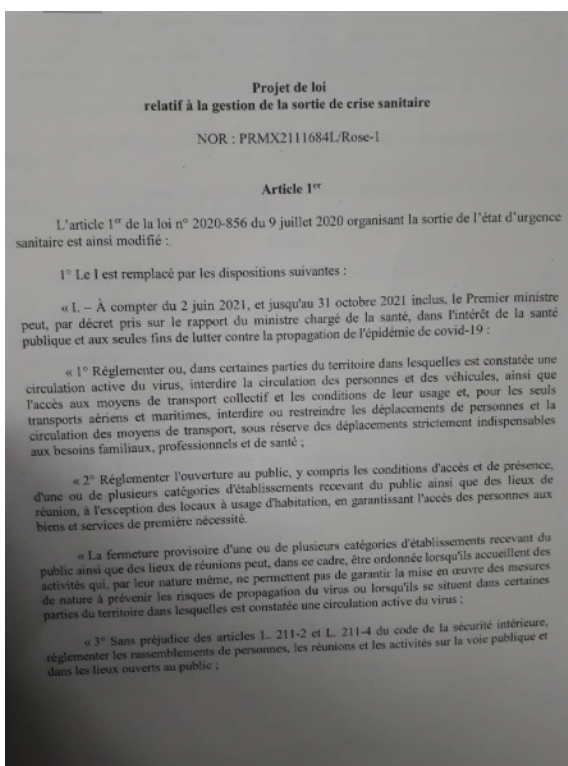 Projet de loi
relatif à la gestion de la sortie de crise sanitaire
NOR : PRMX2111684L/Rose-1
Article 1er
L'article 1er de la loi n° 2020-856 du 9 juillet 2020 organisant la sortie de l'état d'urgence
sanitaire est ainsi modifié :
1° Le I est remplacé par les dispositions suivantes :
« I. – À compter du 2 juin 2021, et jusqu'au 31 octobre 2021 inclus, le Premier ministre
peut, par décret pris sur le rapport du ministre chargé de la santé, dans l'intérêt de la santé
publique et aux seules fins de lutter contre la propagation de l'épidémie de covid-19 :
« 1° Réglementer ou, dans certaines parties du territoire dans lesquelles est constatée une
circulation active du virus, interdire la circulation des personnes et des véhicules, ainsi que
l'accès aux moyens de transport collectif et les conditions de leur usage et, pour les seuls
transports aériens et maritimes, interdire ou restreindre les déplacements de personnes et la
circulation des moyens de transport, sous réserve des déplacements strictement indispensables
aux besoins familiaux, professionnels et de santé ;
« 2° Réglementer l'ouverture au public, y compris les conditions d'accès et de présence,
d'une ou de plusieurs catégories d'établissements recevant du public ainsi que des lieux de
réunion, à l'exception des locaux à usage d'habitation, en garantissant l'accès des personnes aux
biens et services de première nécessité.
« La fermeture provisoire d'une ou de plusieurs catégories d'établissements recevant du
public ainsi que des lieux de réunions peut, dans ce cadre, être ordonnée lorsqu'ils accueillent des
activités qui, par leur nature même, ne permettent pas de garantir la mise en œuvre des mesures
de nature à prévenir les risques de propagation du virus ou lorsqu'ils se situent dans certaines
parties du territoire dans lesquelles est constatée une circulation active du virus ;
« 3° Sans préjudice des articles L. 211-2 et L. 211-4 du code de la sécurité intérieure,
réglementer les rassemblements de personnes, les réunions et les activités sur la voie publique et
dans les lieux ouverts au public ;